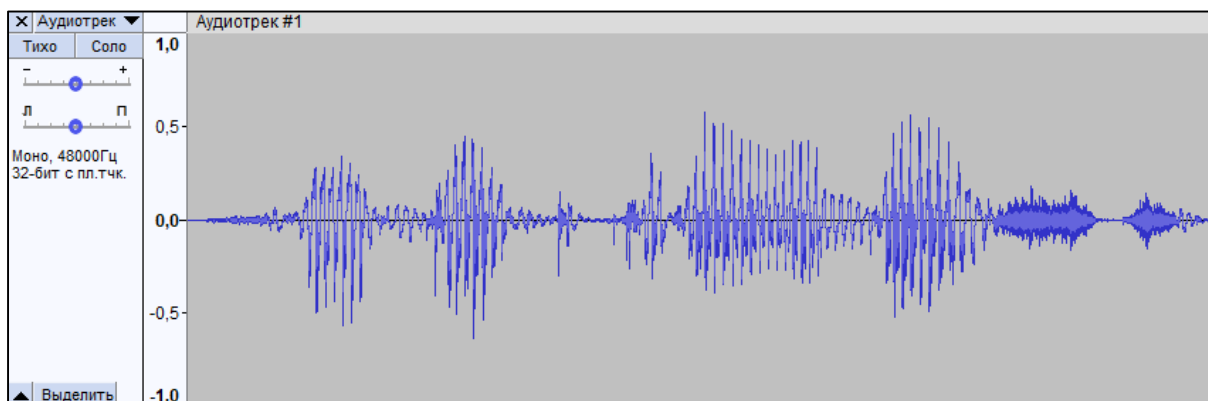 × Аудиотрек ▼ Аудиотрек #1
Тихо Соло
- +
Л П
Моно, 48000Гц
32-бит с пл.тчк.
▲ Выделить
1,0
0,5-
0,0-
-0,5-
-1,0